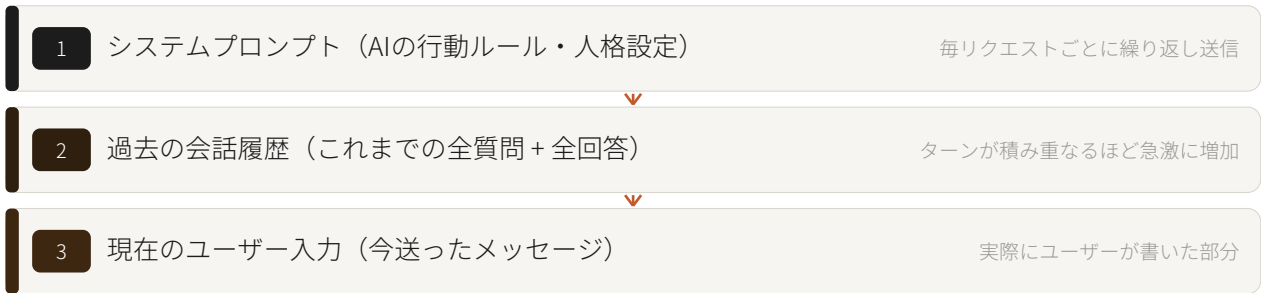 1 システムプロンプト（AIの行動ルール・人格設定） 毎リクエストごとに繰り返し送信
2 過去の会話履歴（これまでの全質問 + 全回答） ターンが積み重なるほど急激に増加
3 現在のユーザー入力（今送ったメッセージ） 実際にユーザーが書いた部分